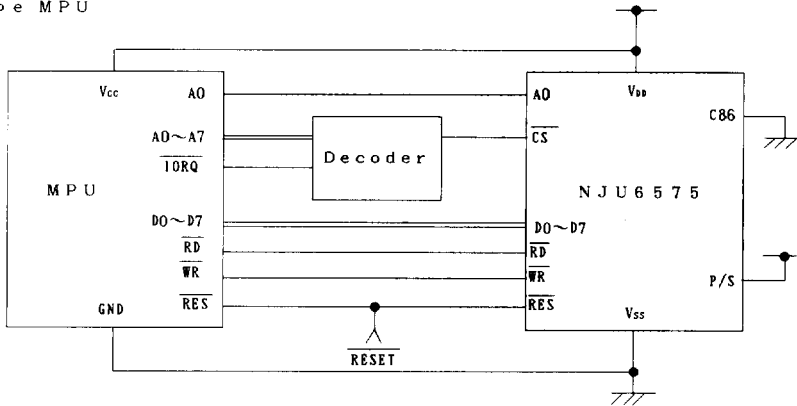 pe MPU
Vcc A0 A0 VDD
C86
A0~A7 CS
IORQ Decoder
MPU NJU6575
D0~D7 D0~D7
RD RD
WR WR P/S
GND RES RES VSS
RESET